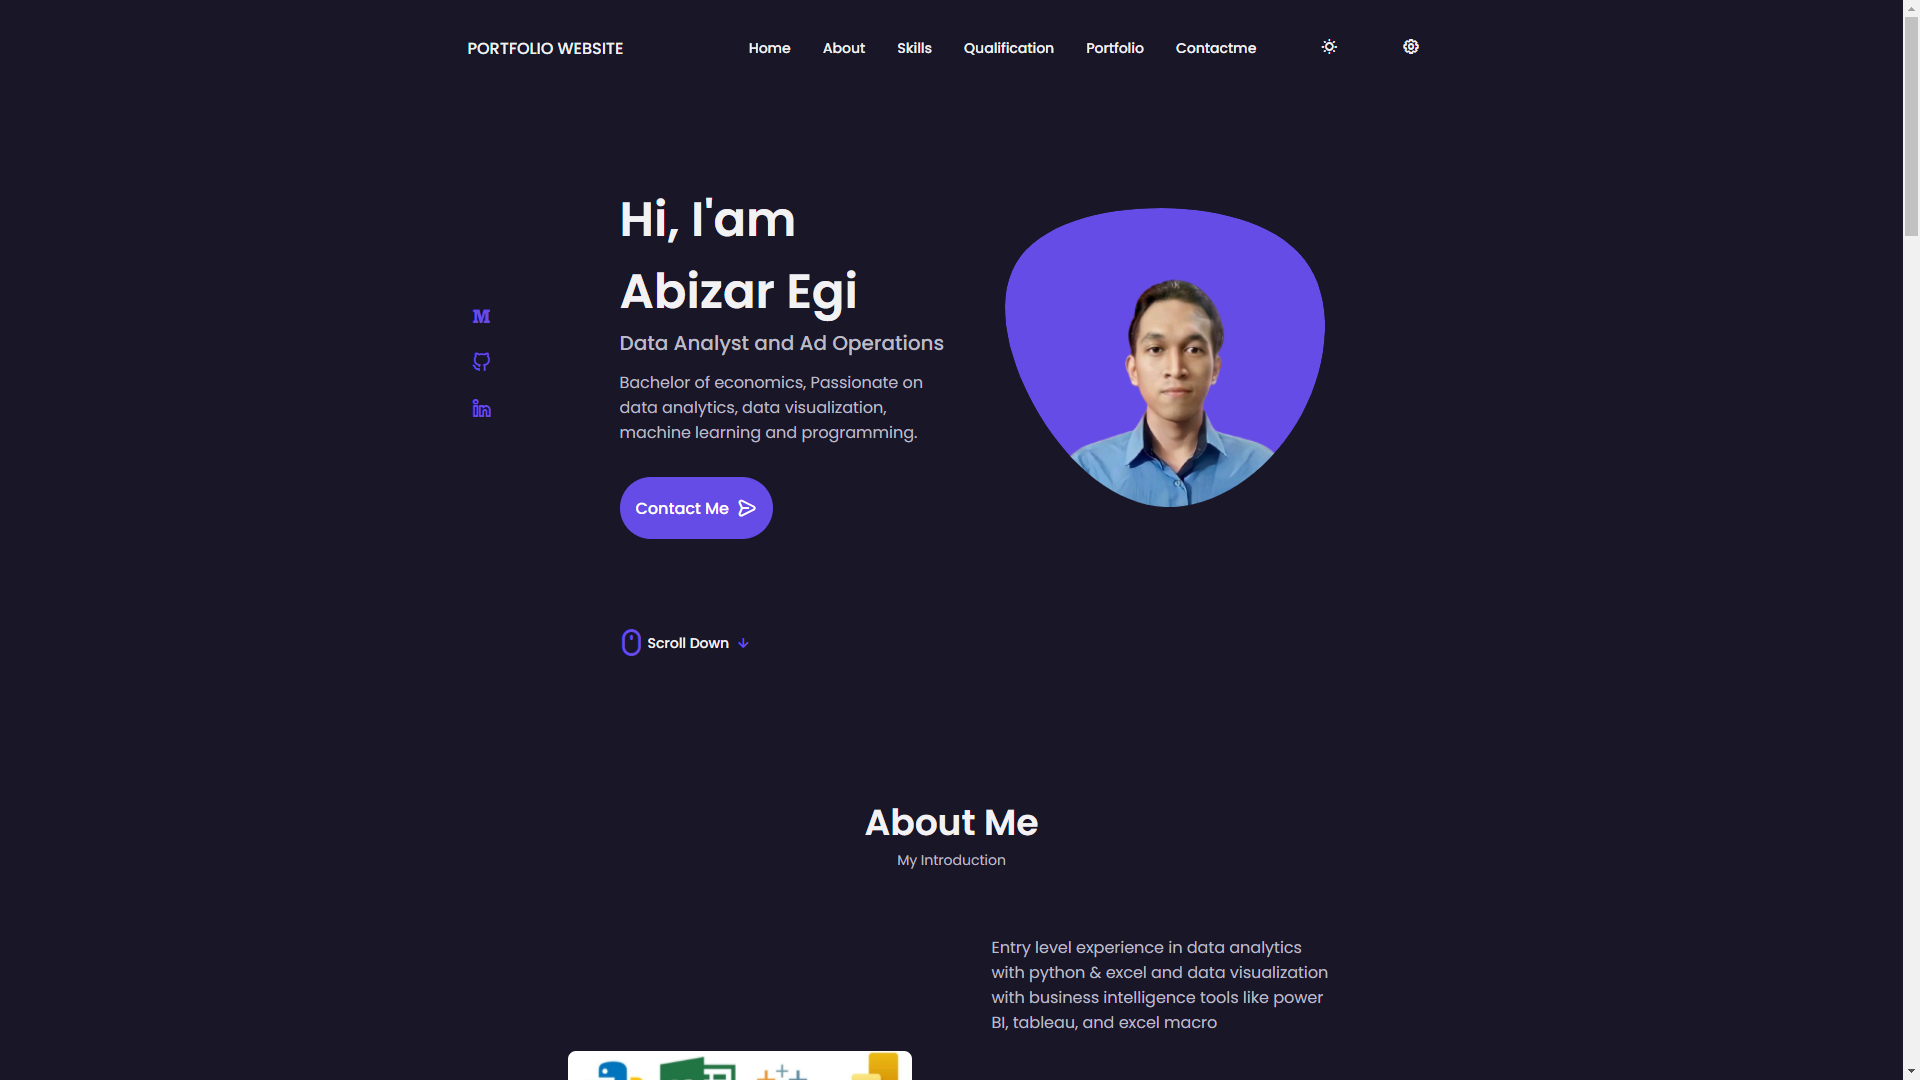 PORTFOLIO WEBSITE
Home
About
Skills
Qualification
Portfolio
Contactme
Hi, I'am
Abizar Egi
Data Analyst and Ad Operations
Bachelor of economics, Passionate on
data analytics, data visualization,
machine learning and programming.
Contact Me
Scroll Down
About Me
My Introduction
Entry level experience in data analytics
with python & excel and data visualization
with business intelligence tools like power
BI, tableau, and excel macro